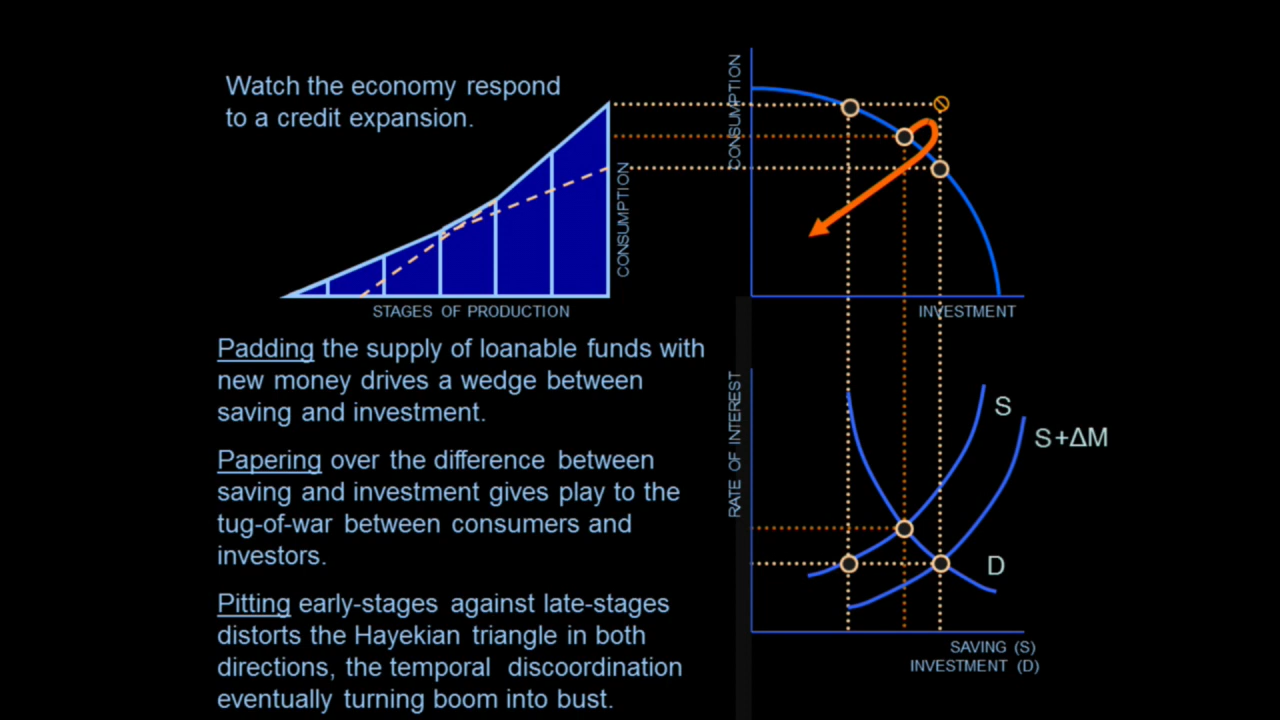 Watch the economy respond
to a credit expansion.
CONSUMPTION
STAGES OF PRODUCTION
CONSUMPTION
INVESTMENT
Padding the supply of loanable funds with
new money drives a wedge between
saving and investment.
Papering over the difference between
saving and investment gives play to the
tug-of-war between consumers and
investors.
Pitting early-stages against late-stages
distorts the Hayekian triangle in both
directions, the temporal discoordination
eventually turning boom into bust.
RATE OF INTEREST
S
S+ΔM
D
SAVING (S)
INVESTMENT (D)